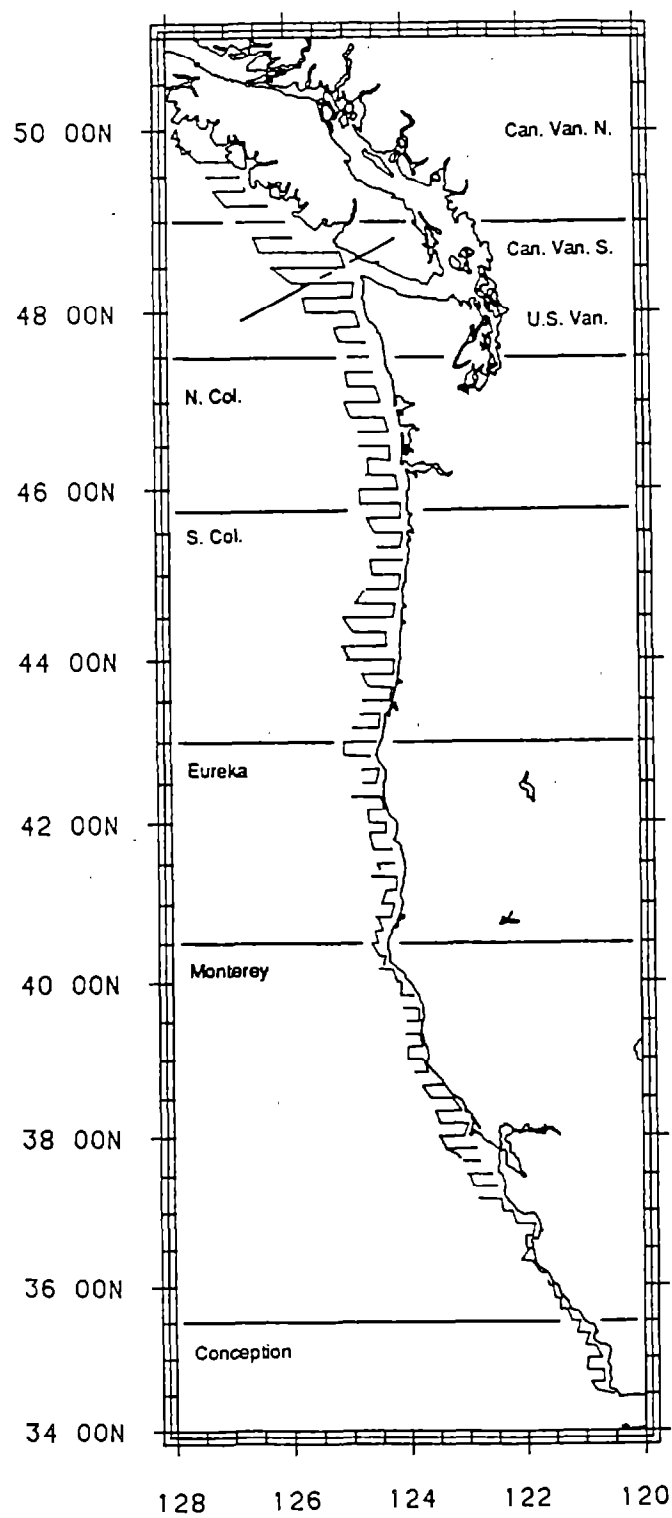 50 00N
Can. Van. N.
Can. Van. S.
48 00N
U.S. Van.
N. Col.
46 00N
S. Col.
44 00N
Eureka
42 00N
Monterey
40 00N
38 00N
36 00N
Conception
34 00N
128 126 124 122 120